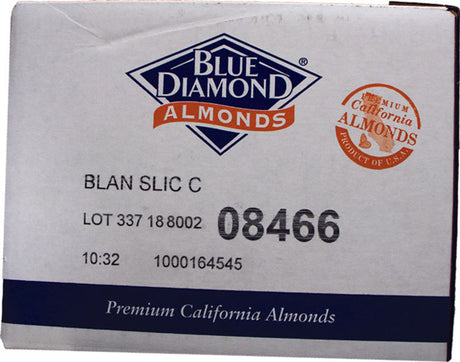 BLUE
DIAMOND
®
ALMONDS
PREMIUM
California
ALMONDS
PRODUCT OF U.S.A.
BLAN SLIC C
LOT 337 18 8002 08466
10:32 1000164545
Premium California Almonds